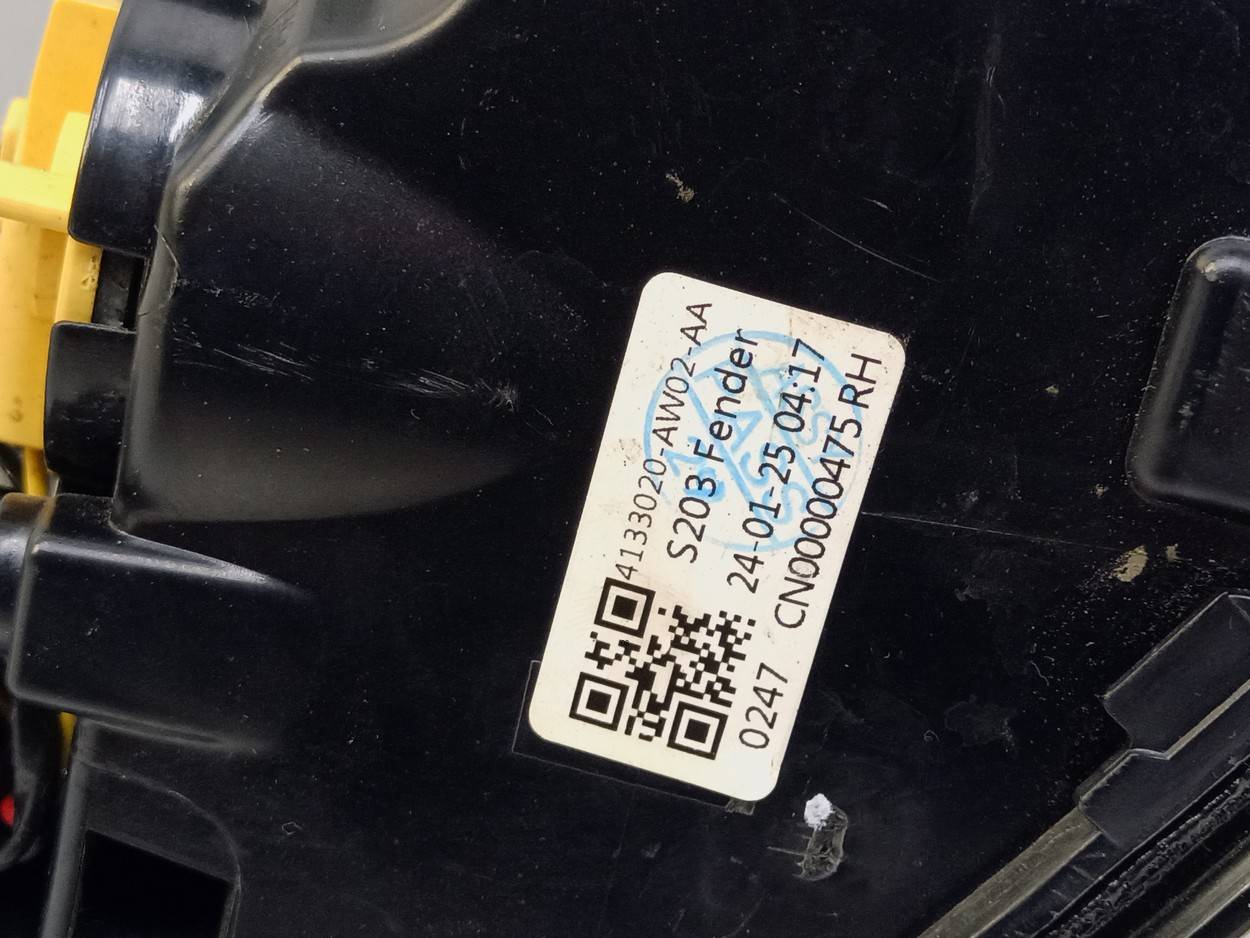 4133020-AW02-AA
S203 Fender
24-01-25 04:17
CN00000475 RH
0247